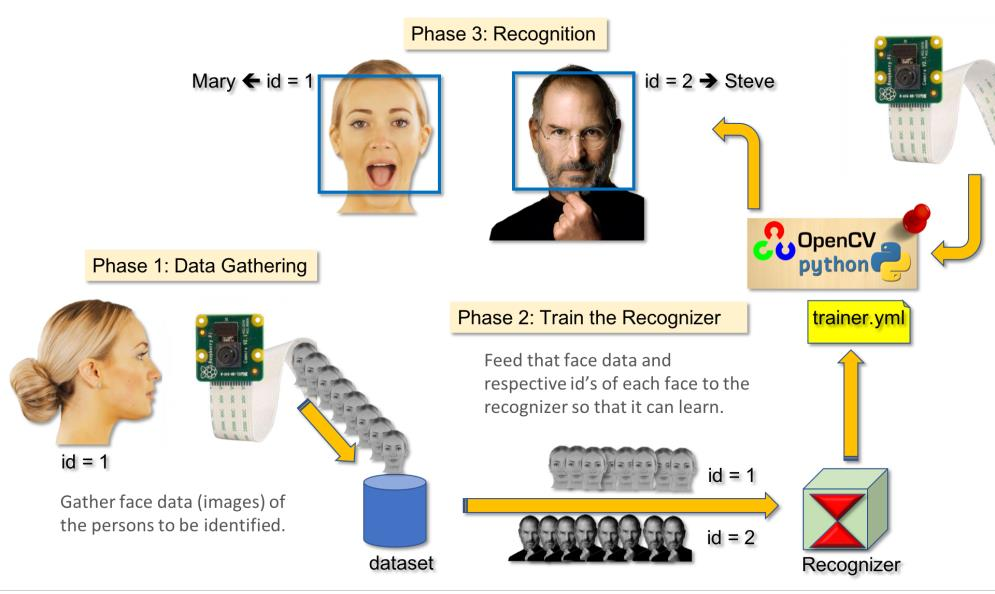 Phase 3: Recognition
Mary ← id = 1
id = 2 → Steve
OpenCV
python
Phase 1: Data Gathering
Phase 2: Train the Recognizer
trainer.yml
Feed that face data and
respective id's of each face to the
recognizer so that it can learn.
id = 1
Gather face data (images) of
the persons to be identified.
dataset
id = 1
id = 2
Recognizer